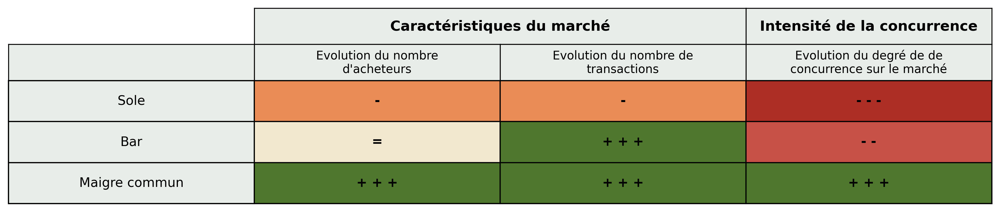 Caractéristiques du marché
Intensité de la concurrence
Evolution du nombre
d'acheteurs
Evolution du nombre de
transactions
Evolution du degré de de
concurrence sur le marché
Sole
-
-
- - -
Bar
=
+ + +
- -
Maigre commun
+ + +
+ + +
+ + +